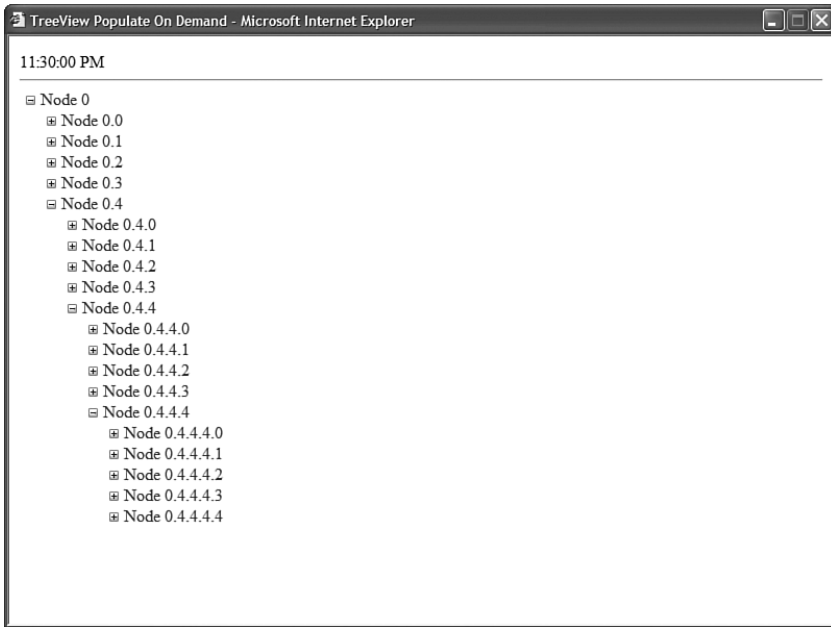 TreeView Populate On Demand - Microsoft Internet Explorer
11:30:00 PM
Node 0
Node 0.0
Node 0.1
Node 0.2
Node 0.3
Node 0.4
Node 0.4.0
Node 0.4.1
Node 0.4.2
Node 0.4.3
Node 0.4.4
Node 0.4.4.0
Node 0.4.4.1
Node 0.4.4.2
Node 0.4.4.3
Node 0.4.4.4
Node 0.4.4.4.0
Node 0.4.4.4.1
Node 0.4.4.4.2
Node 0.4.4.4.3
Node 0.4.4.4.4